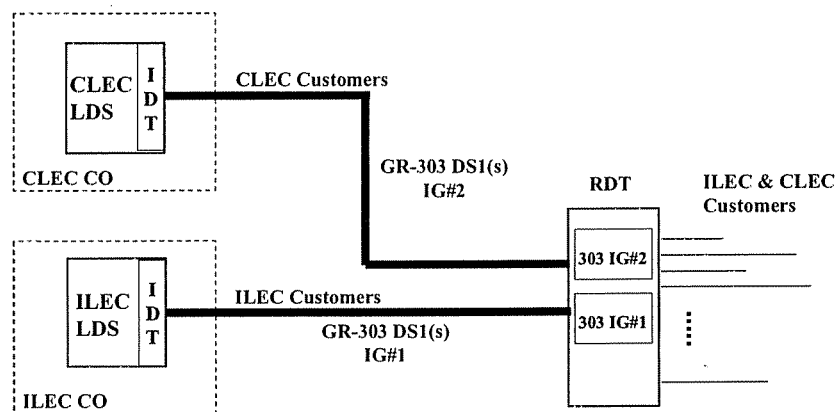 CLEC
LDS
I
D
T
CLEC CO
CLEC Customers
GR-303 DS1(s)
IG#2
RDT
ILEC & CLEC
Customers
303 IG#2
303 IG#1
ILEC
LDS
I
D
T
ILEC CO
ILEC Customers
GR-303 DS1(s)
IG#1